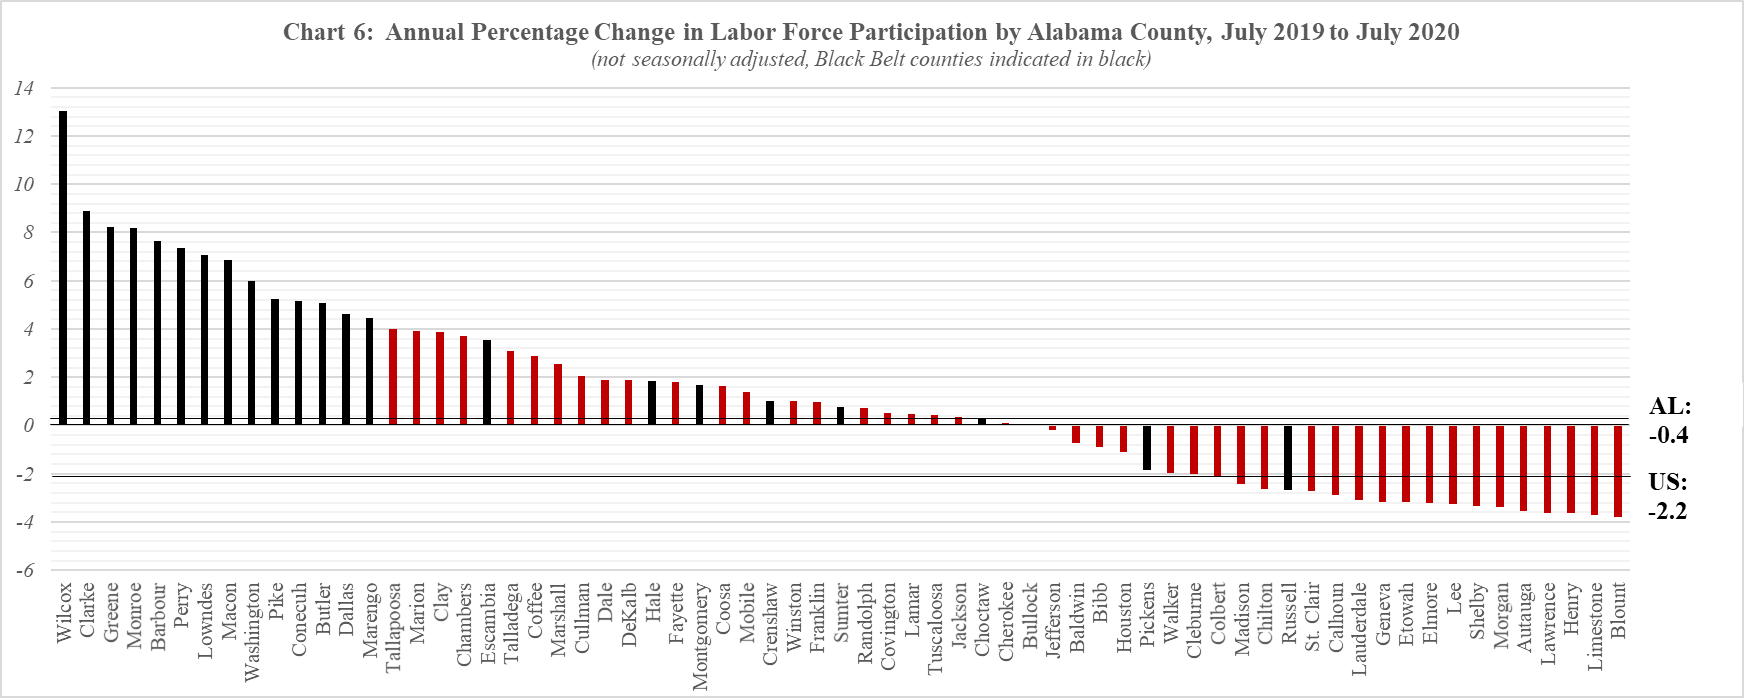 Chart 6: Annual Percentage Change in Labor Force Participation by Alabama County, July 2019 to July 2020
(not seasonally adjusted, Black Belt counties indicated in black)
14
12
10
8
6
4
2
0
-2
-4
-6
AL:
-0.4
US:
-2.2
Wilcox
Clarke
Greene
Monroe
Barbour
Perry
Lowndes
Macon
Washington
Pike
Conecuh
Butler
Dallas
Marengo
Tallapoosa
Marion
Clay
Chambers
Escambia
Talladega
Coffee
Marshall
Cullman
Dale
DeKalb
Hale
Fayette
Montgomery
Coosa
Mobile
Crenshaw
Winston
Franklin
Sumter
Randolph
Covington
Lamar
Tuscaloosa
Jackson
Choctaw
Cherokee
Bullock
Jefferson
Baldwin
Bibb
Houston
Pickens
Walker
Cleburne
Colbert
Madison
Chilton
Russell
St. Clair
Calhoun
Lauderdale
Geneva
Etowah
Elmore
Lee
Shelby
Morgan
Autauga
Lawrence
Henry
Limestone
Blount